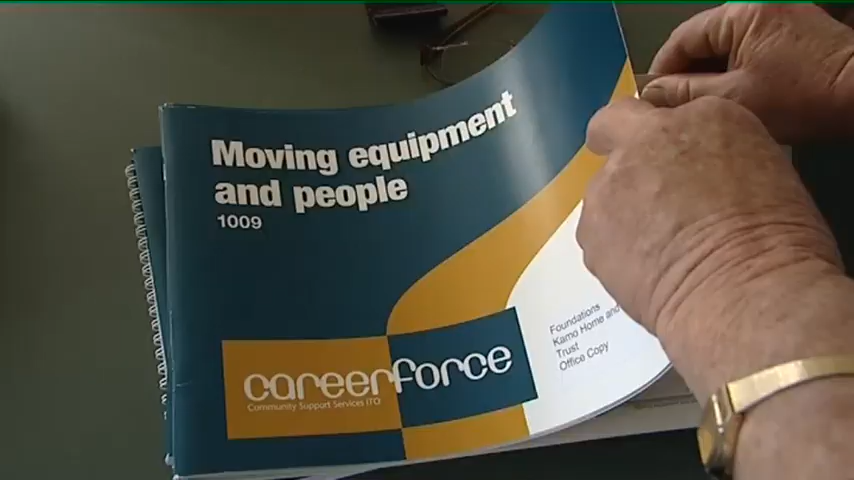 Moving equipment
and people
1009
careerforce
Community Support Services ITO
Foundations
Kamo Home and
Trust
Office Copy